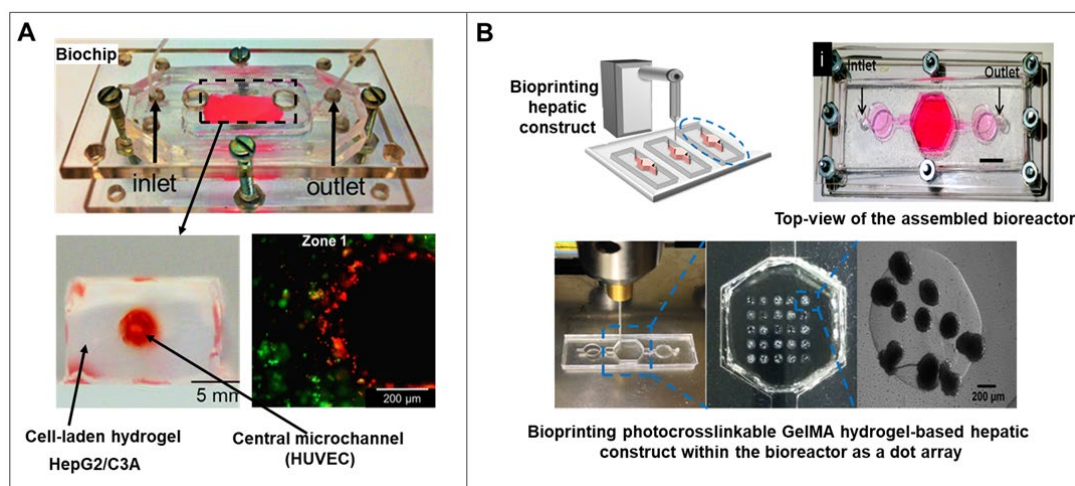 A
Biochip
inlet
outlet
Zone 1
5 mn
200 µm
Cell-laden hydrogel
HepG2/C3A
Central microchannel
(HUVEC)
B
Bioprinting
hepatic
construct
i
Inlet
Outlet
Top-view of the assembled bioreactor
200 µm
Bioprinting photocrosslinkable GelMA hydrogel-based hepatic
construct within the bioreactor as a dot array